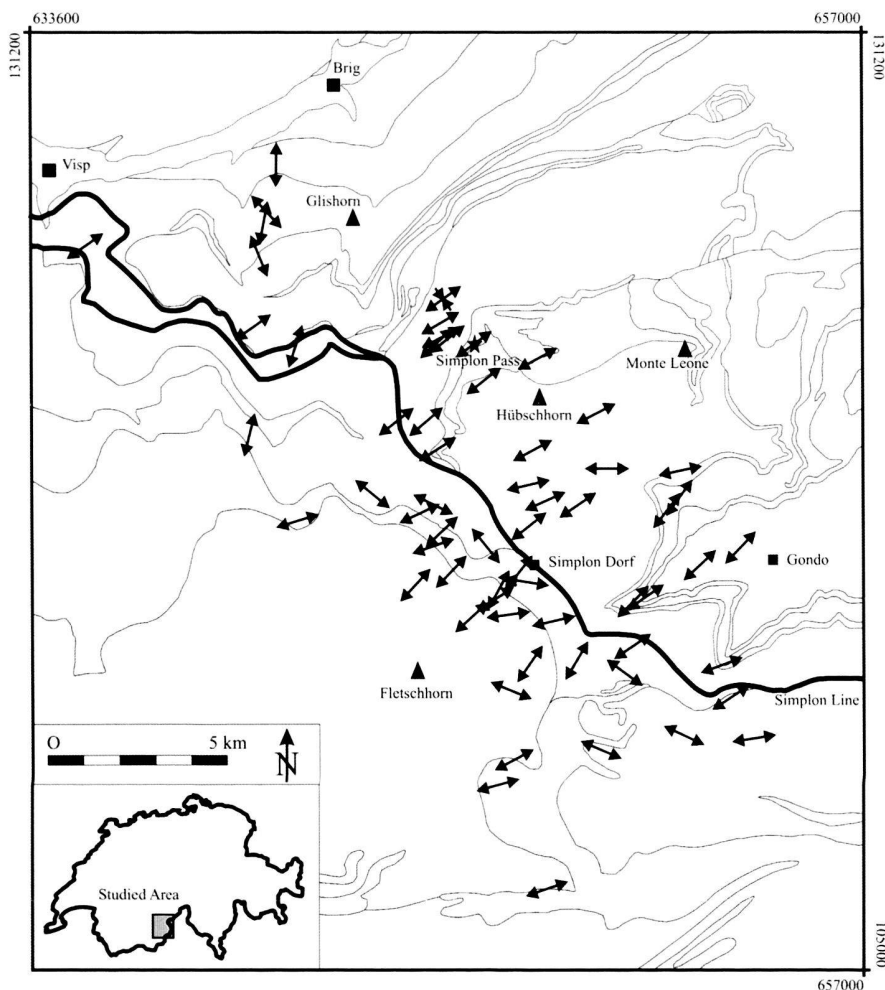 633600
657000
131200
131200
Brig
Visp
Glishorn
Simplon Pass
Monte Leone
Hübschhorn
Simplon Dorf
Gondo
Fletschhorn
Simplon Line
O
5 km
N
Studied Area
105000
657000